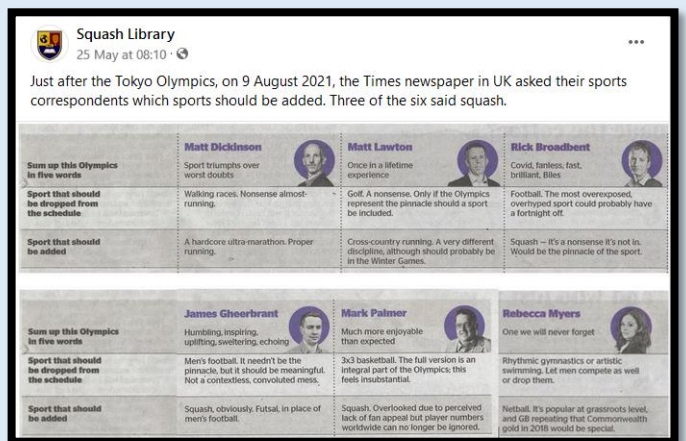 Squash Library
25 May at 08:10 ·
Just after the Tokyo Olympics, on 9 August 2021, the Times newspaper in UK asked their sports
correspondents which sports should be added. Three of the six said squash.
Matt Dickinson
Matt Lawton
Rick Broadbent
Sum up this Olympics
in five words
Sport triumphs over
worst doubts
Once in a lifetime
experience
Covid, fanless, fast,
brilliant, Biles
Sport that should
be dropped from
the schedule
Walking races. Nonsense almost-
running.
Golf. A nonsense. Only if the Olympics
represent the pinnacle should a sport
be included.
Football. The most overexposed,
overhyped sport could probably have
a fortnight off.
Sport that should
be added
A hardcore ultra-marathon. Proper
running.
Cross-country running. A very different
discipline, although should probably be
in the Winter Games.
Squash — it's a nonsense it's not in.
Would be the pinnacle of the sport.
James Gheerbrant
Mark Palmer
Rebecca Myers
Sum up this Olympics
in five words
Humbling, inspiring,
uplifting, sweltering, echoing
Much more enjoyable
than expected
One we will never forget
Sport that should
be dropped from
the schedule
Men's football. It needn't be the
pinnacle, but it should be meaningful.
Not a contextless, convoluted mess.
3x3 basketball. The full version is an
integral part of the Olympics; this
feels insubstantial.
Rhythmic gymnastics or artistic
swimming. Let men compete as well
or drop them.
Sport that should
be added
Squash, obviously. Futsal, in place of
men's football.
Squash. Overlooked due to perceived
lack of fan appeal but player numbers
worldwide can no longer be ignored.
Netball. It's popular at grassroots level,
and GB repeating that Commonwealth
gold in 2018 would be special.